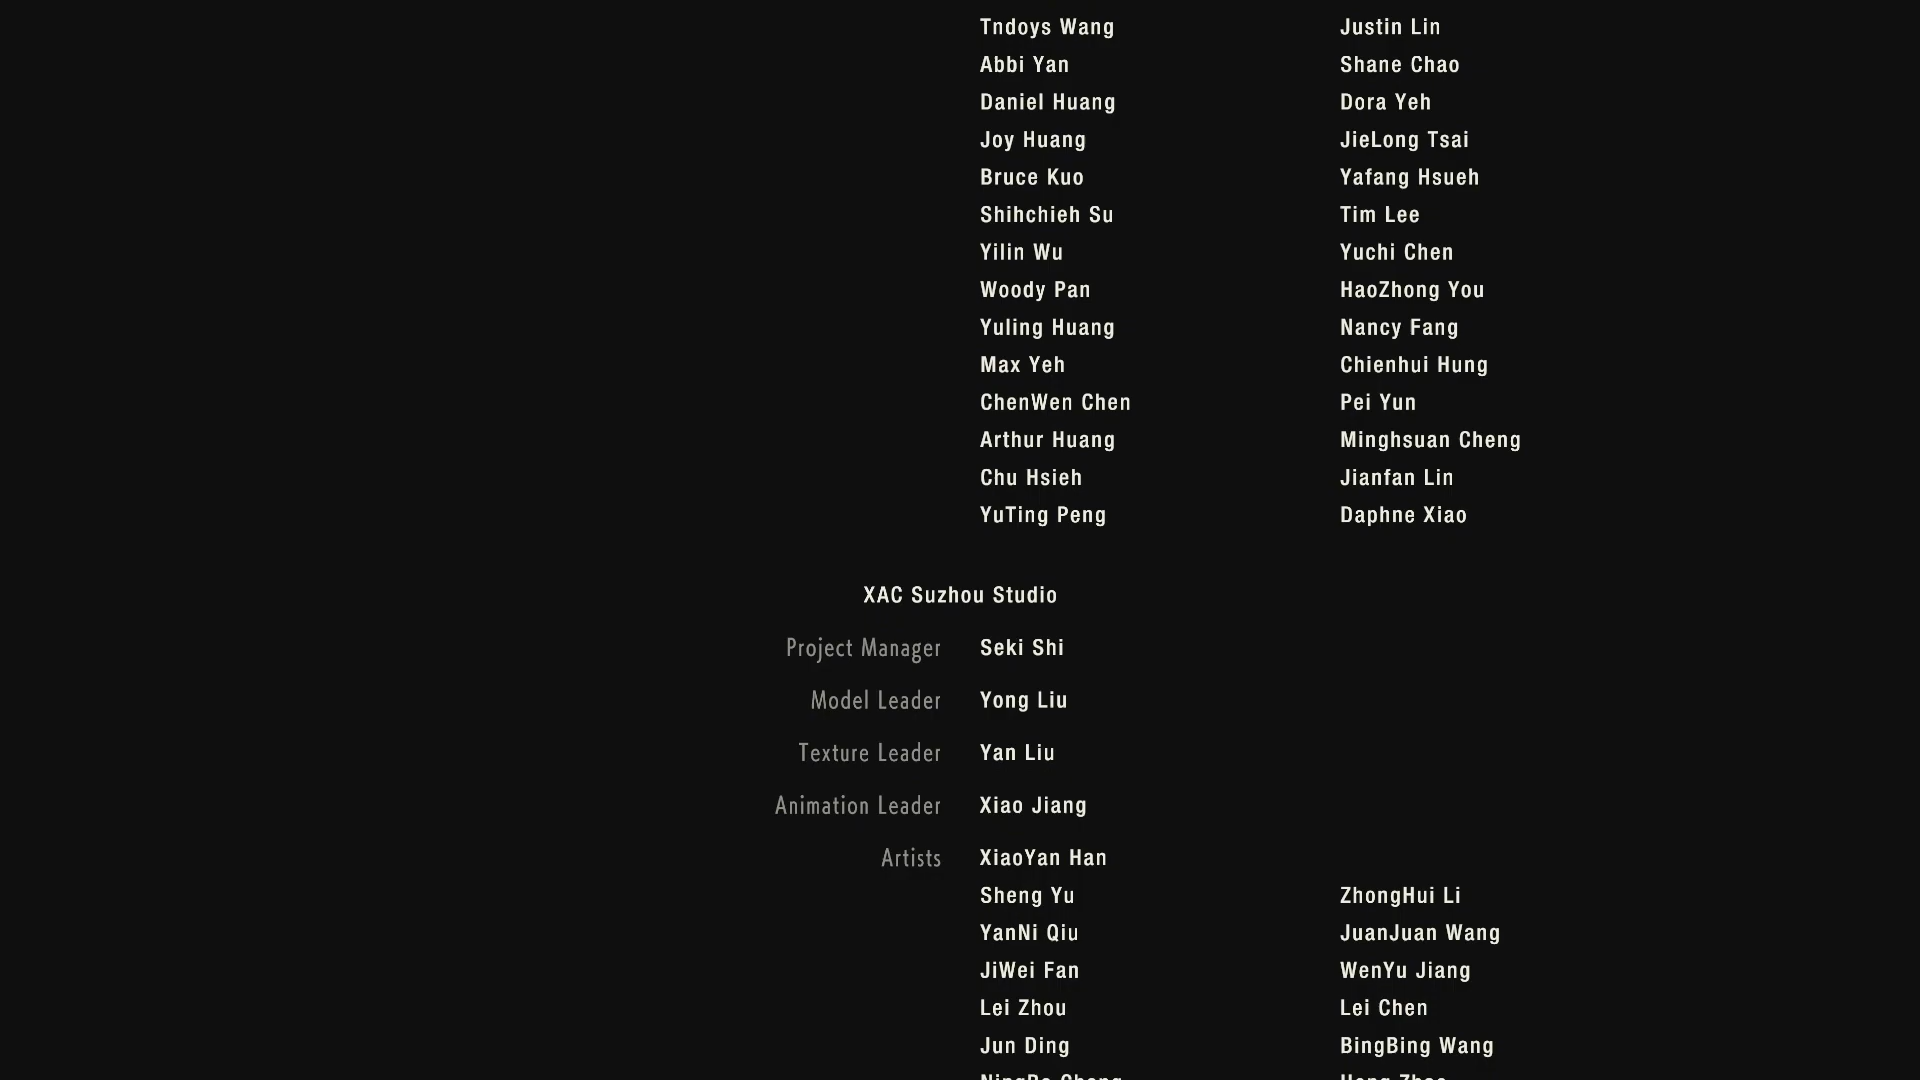 Tndoys Wang Justin Lin
Abbi Yan Shane Chao
Daniel Huang Dora Yeh
Joy Huang JieLong Tsai
Bruce Kuo Yafang Hsueh
Shihchieh Su Tim Lee
Yilin Wu Yuchi Chen
Woody Pan HaoZhong You
Yuling Huang Nancy Fang
Max Yeh Chienhui Hung
ChenWen Chen Pei Yun
Arthur Huang Minghsuan Cheng
Chu Hsieh Jianfan Lin
YuTing Peng Daphne Xiao
XAC Suzhou Studio
Project Manager Seki Shi
Model Leader Yong Liu
Texture Leader Yan Liu
Animation Leader Xiao Jiang
Artists XiaoYan Han
Sheng Yu ZhongHui Li
YanNi Qiu JuanJuan Wang
JiWei Fan WenYu Jiang
Lei Zhou Lei Chen
Jun Ding BingBing Wang